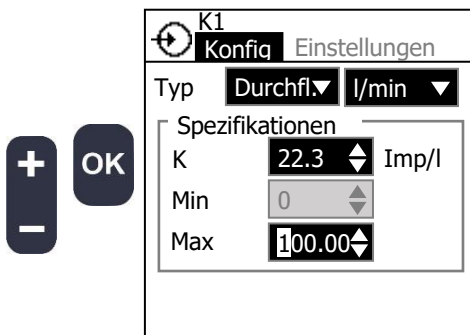 K1
Konfig Einstellungen
Typ Durchfl. l/min
Spezifikationen
K 22.3 Imp/l
Min 0
Max 100.00
+ OK
–